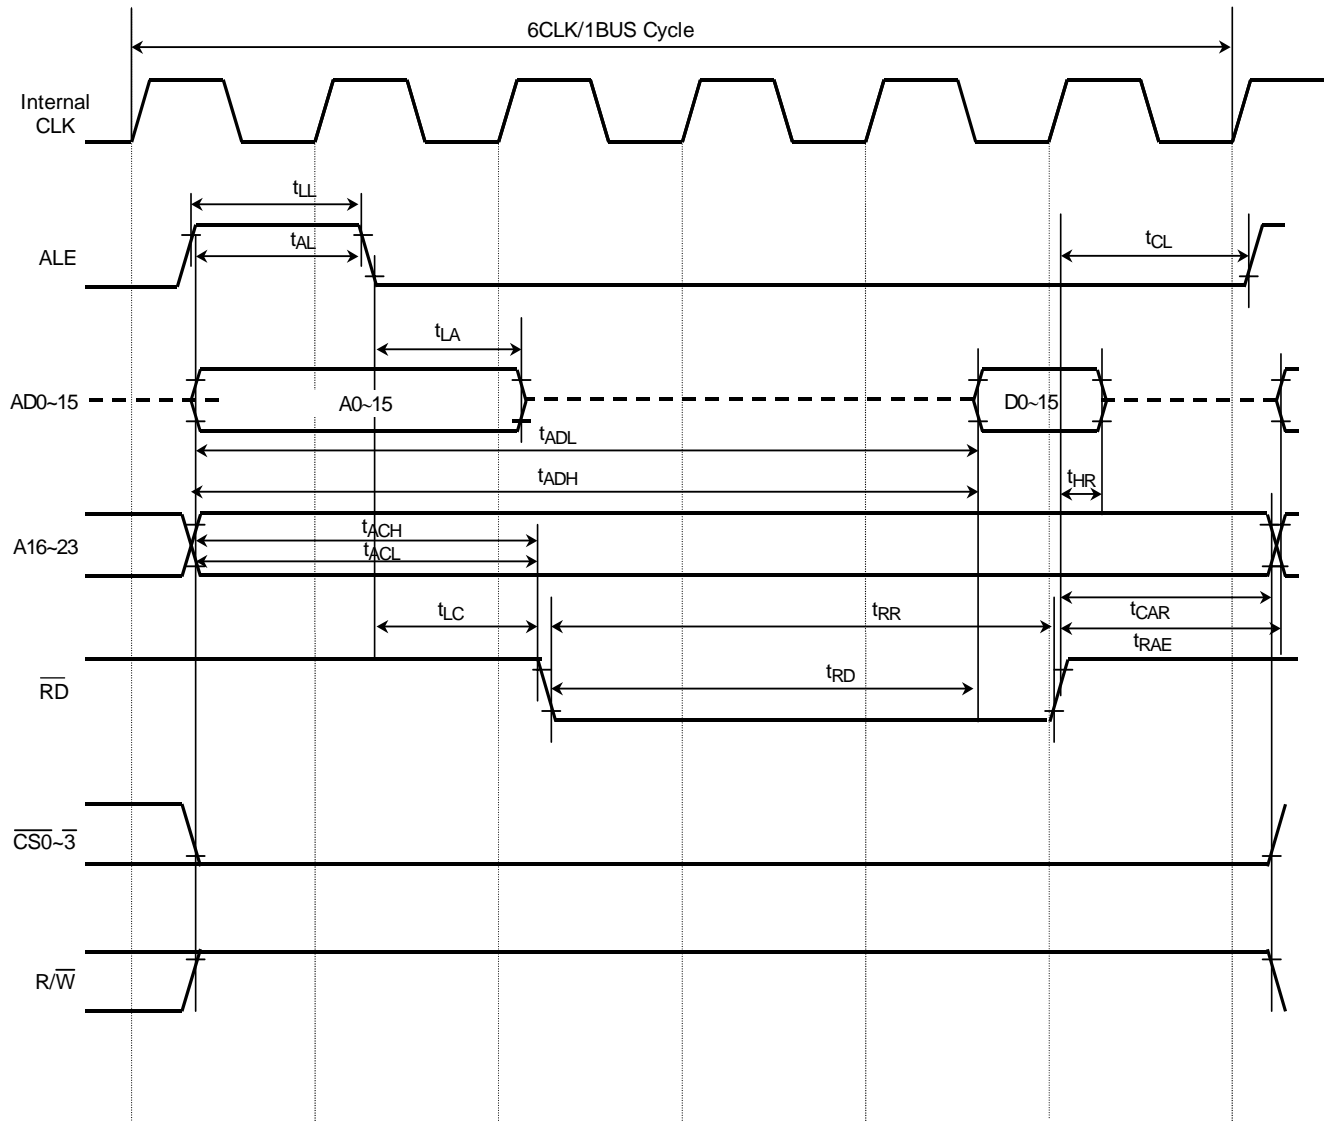 6CLK/1BUS Cycle
Internal
CLK
tLL
ALE
tAL
tCL
tLA
AD0~15
A0~15
D0~15
tADL
tADH
tHR
A16~23
tACH
tACL
tLC
tRR
tCAR
tRAE
RD
tRD
CS0~3
R/W